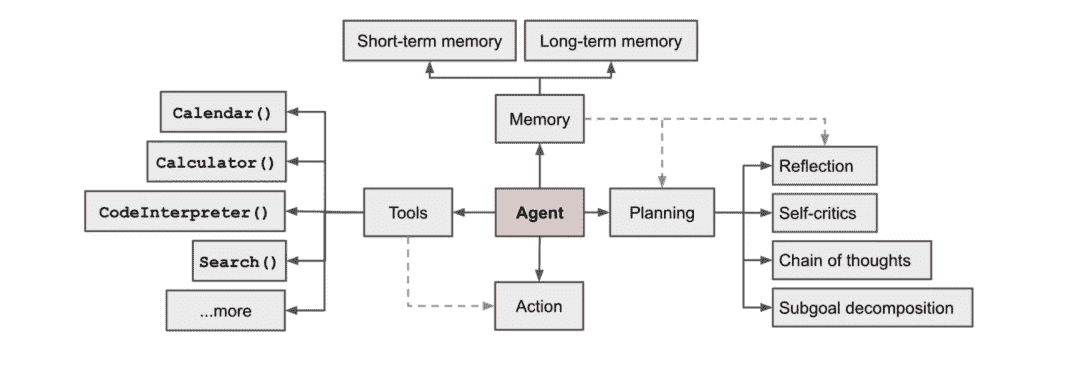 Short-term memory
Long-term memory
Calendar()
Memory
Calculator()
Reflection
CodeInterpreter()
Tools
Agent
Planning
Self-critics
Search()
Chain of thoughts
...more
Action
Subgoal decomposition